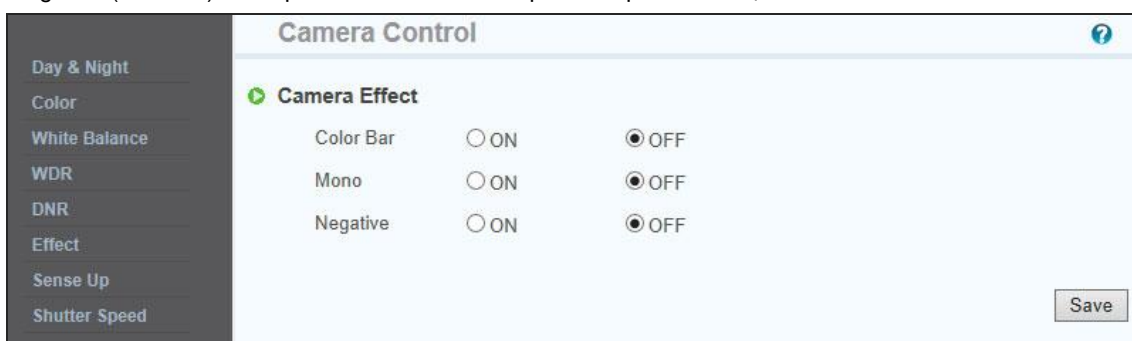 Camera Control
Day & Night
Color
White Balance
WDR
DNR
Effect
Sense Up
Shutter Speed
Camera Effect
Color Bar ON OFF
Mono ON OFF
Negative ON OFF
Save